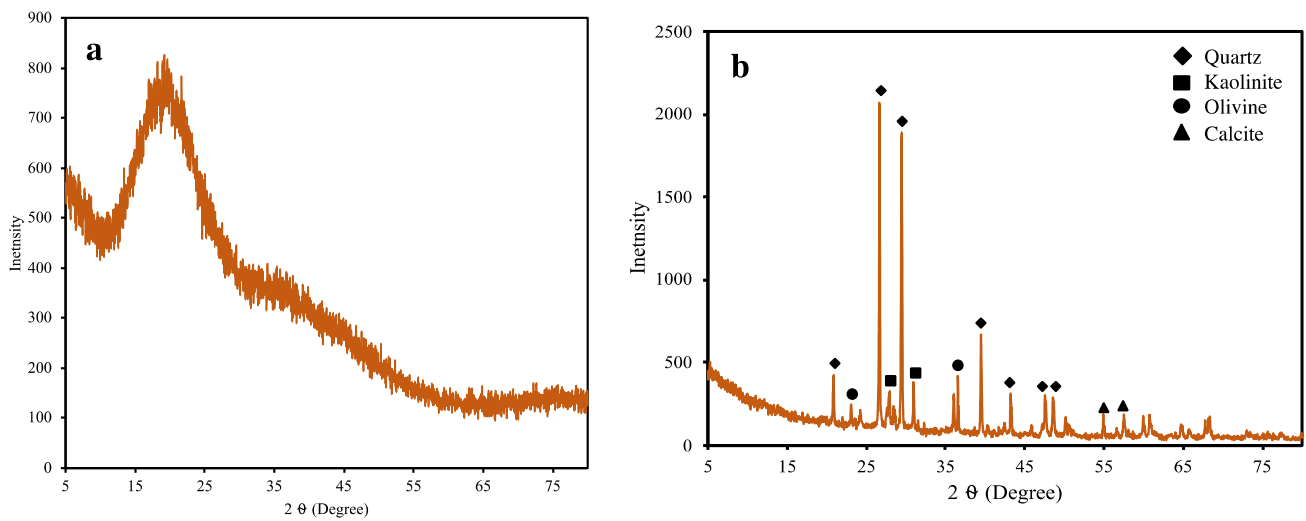 a
900
800
700
600
500
400
300
200
100
0
Inetnsity
5 15 25 35 45 55 65 75
2 ϑ (Degree)
b
2500
2000
1500
1000
500
0
Inetnsity
Quartz
Kaolinite
Olivine
Calcite
5 15 25 35 45 55 65 75
2 ϑ (Degree)